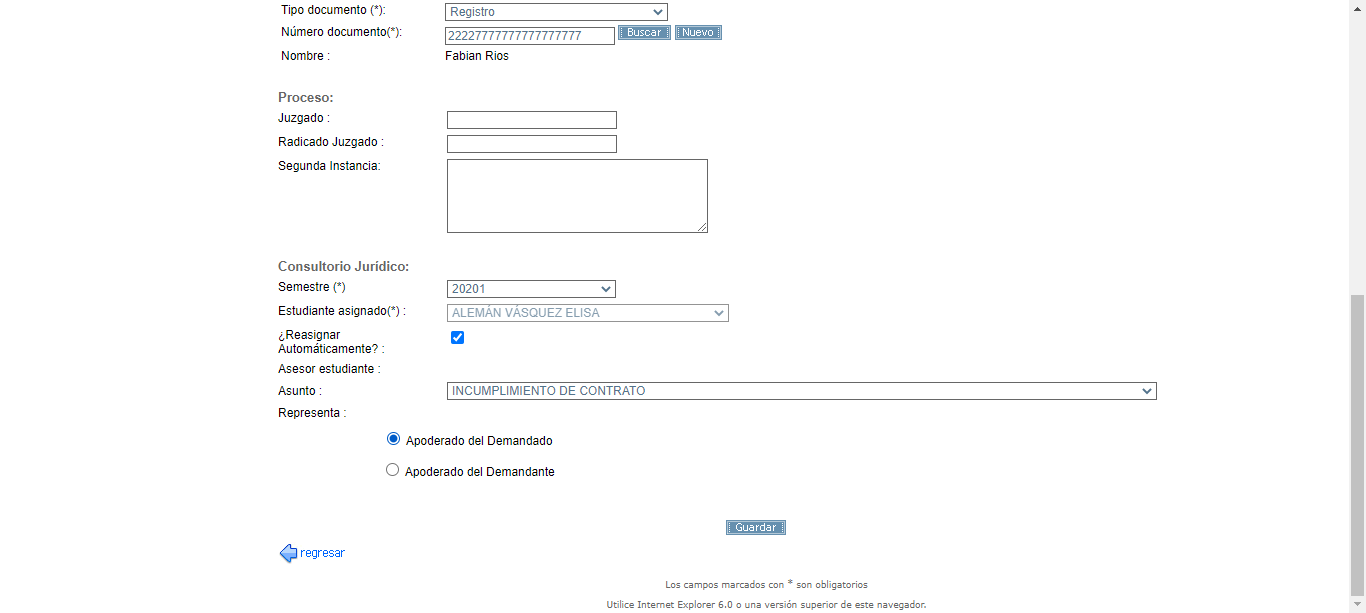 Tipo documento (*): Registro
Número documento(*): 22227777777777777777 Buscar Nuevo
Nombre : Fabian Rios
Proceso:
Juzgado :
Radicado Juzgado :
Segunda Instancia:
Consultorio Jurídico:
Semestre (*) 20201
Estudiante asignado(*) : ALEMÁN VÁSQUEZ ELISA
¿Reasignar
Automáticamente? :
Asesor estudiante :
Asunto : INCUMPLIMIENTO DE CONTRATO
Representa :
Apoderado del Demandado
Apoderado del Demandante
Guardar
regresar
Los campos marcados con * son obligatorios
Utilice Internet Explorer 6.0 o una versión superior de este navegador.